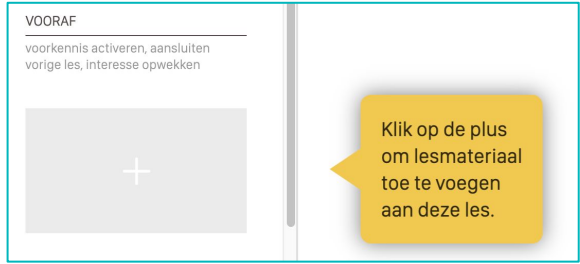 VOORAF
voorkennis activeren, aansluiten
vorige les, interesse opwekken
Klik op de plus
om lesmateriaal
toe te voegen
aan deze les.